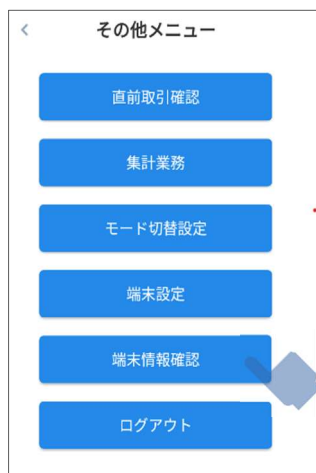 その他メニュー
直前取引確認
集計業務
モード切替設定
端末設定
端末情報確認
ログアウト